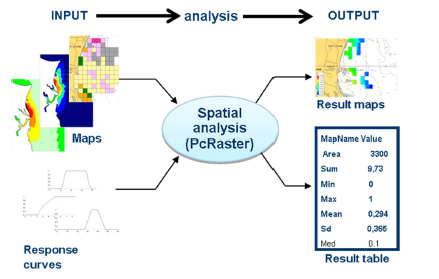 INPUT analysis OUTPUT
Maps
Spatial
analysis
(PcRaster)
Result maps
MapName Value
Area 3300
Sum 9,73
Min 0
Max 1
Mean 0,294
Sd 0,365
Med 0.1
Response
curves
Result table